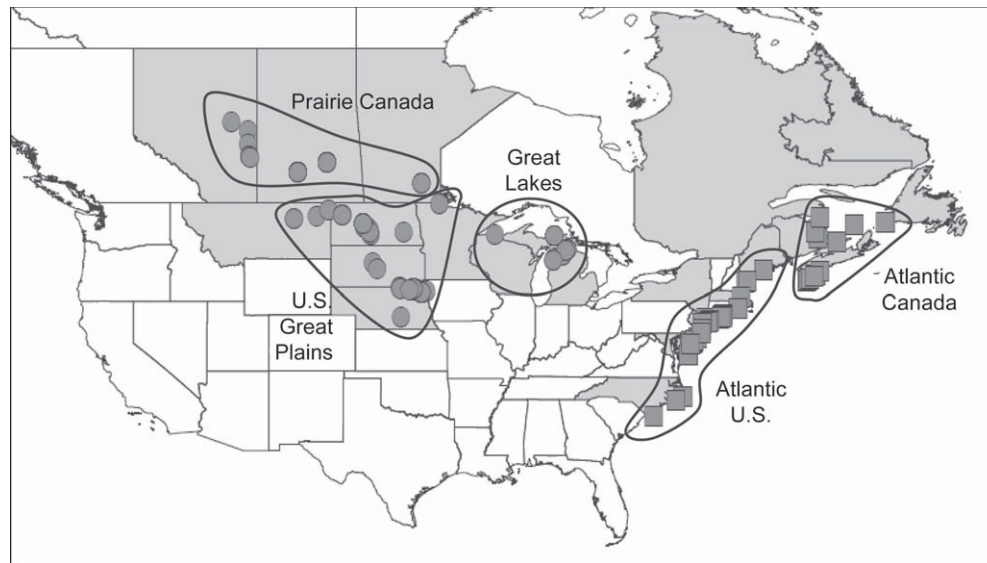 Prairie Canada
Great
Lakes
U.S.
Great
Plains
Atlantic
Canada
Atlantic
U.S.